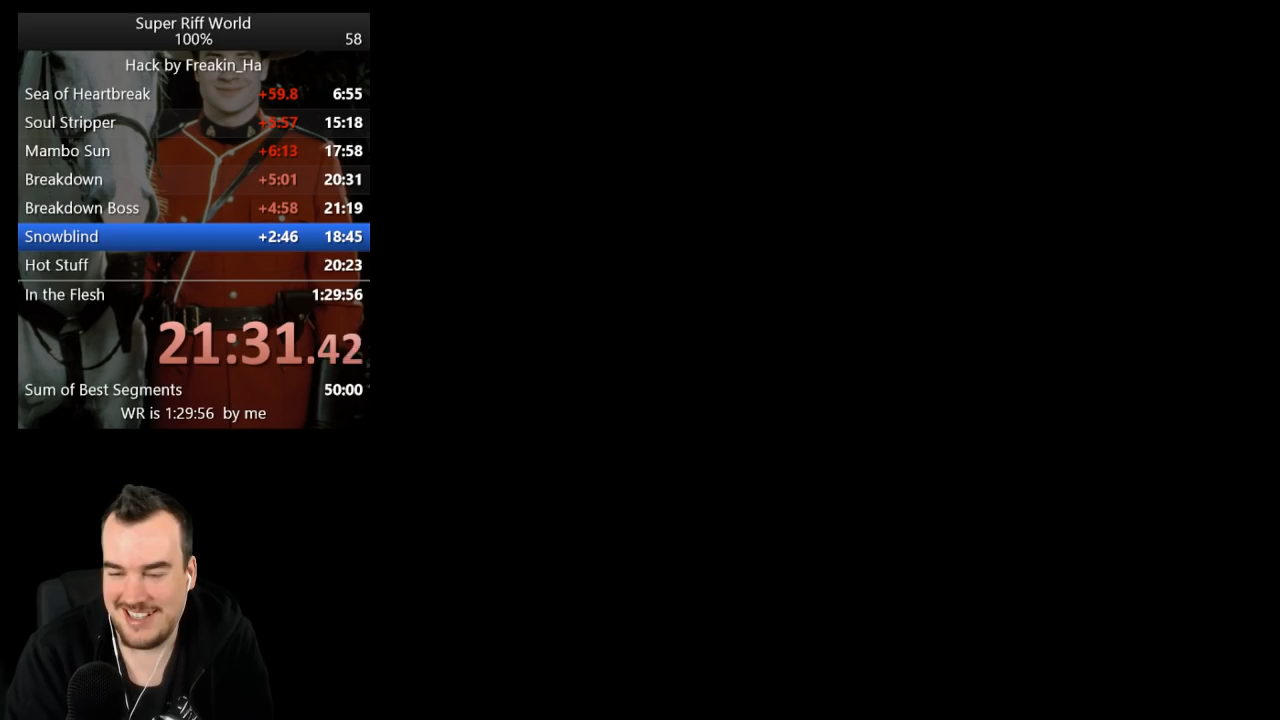 Super Riff World
100% 58
Hack by Freakin_Ha
Sea of Heartbreak +59.8 6:55
Soul Stripper +5:57 15:18
Mambo Sun +6:13 17:58
Breakdown +5:01 20:31
Breakdown Boss +4:58 21:19
Snowblind +2:46 18:45
Hot Stuff 20:23
In the Flesh 1:29:56
21:31.42
Sum of Best Segments 50:00
WR is 1:29:56 by me